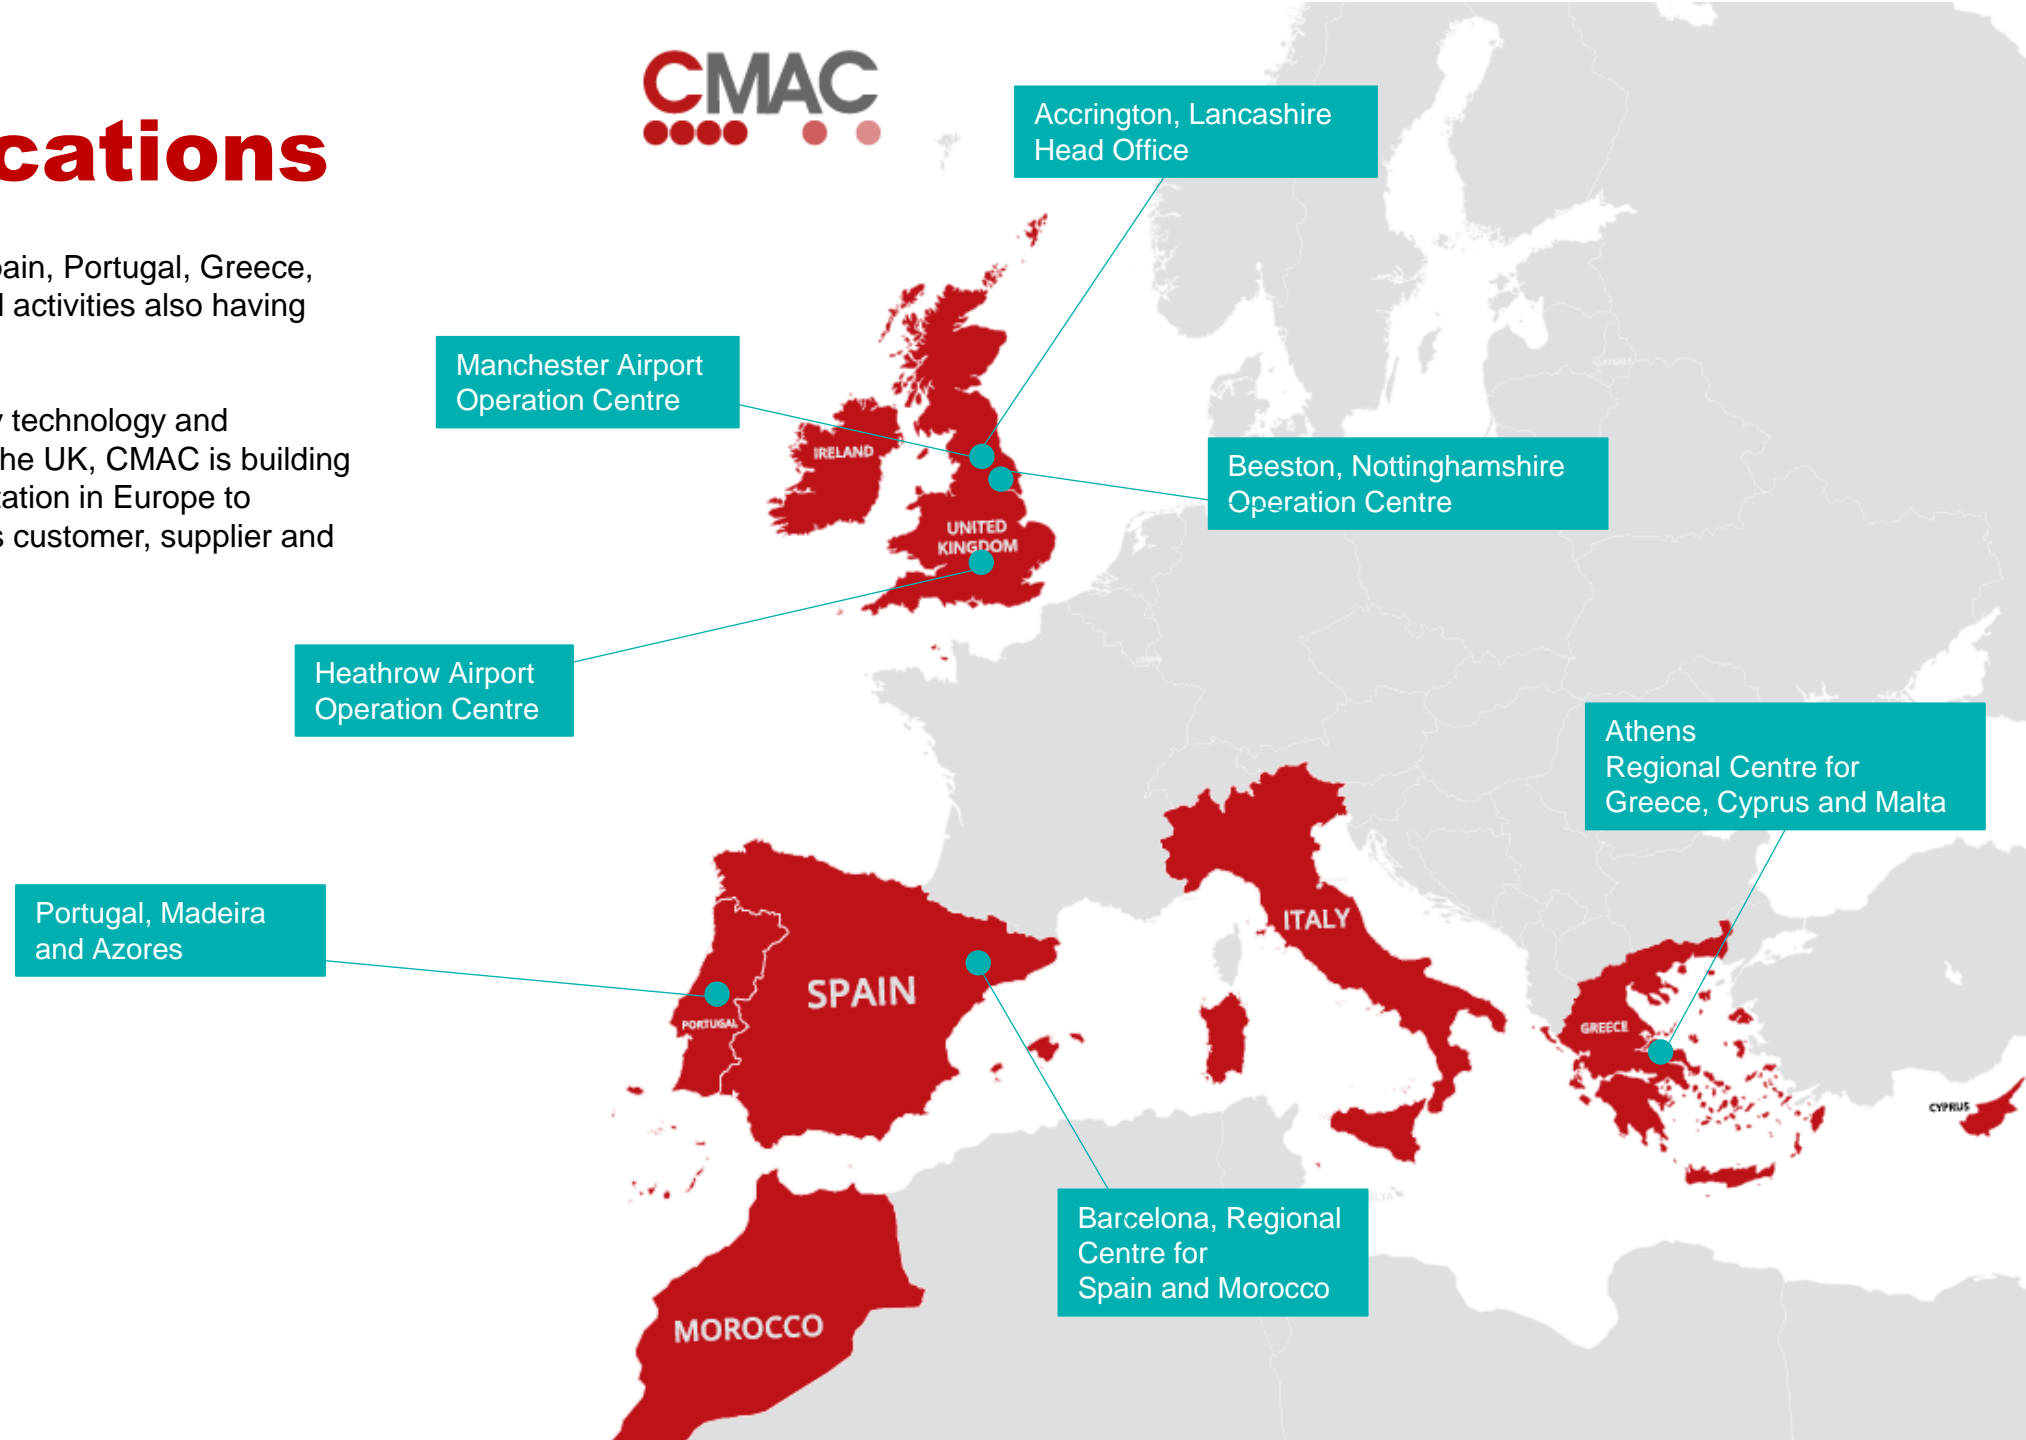 CMAC
cations
pain, Portugal, Greece,
activities also having
technology and
the UK, CMAC is building
tation in Europe to
s customer, supplier and
Accrington, Lancashire
Head Office
Manchester Airport
Operation Centre
Beeston, Nottinghamshire
Operation Centre
Heathrow Airport
Operation Centre
Athens
Regional Centre for
Greece, Cyprus and Malta
Portugal, Madeira
and Azores
Barcelona, Regional
Centre for
Spain and Morocco
IRELAND
UNITED
KINGDOM
ITALY
SPAIN
PORTUGAL
GREECE
CYPRUS
MOROCCO